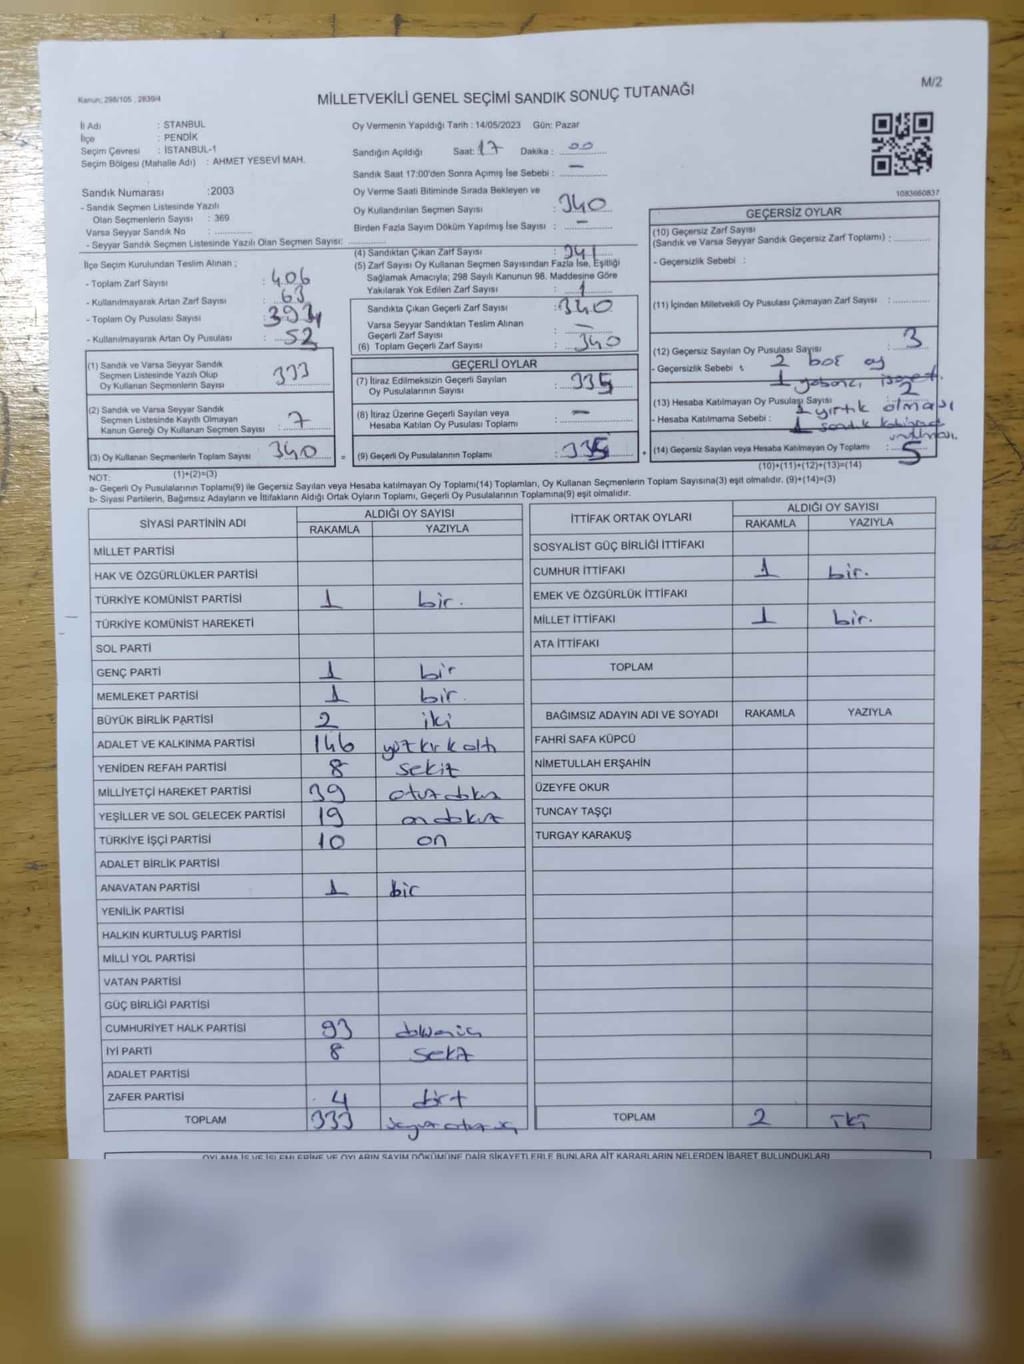 Kanun: 298/105 , 2839/4
M/2
MİLLETVEKİLİ GENEL SEÇİMİ SANDIK SONUÇ TUTANAĞI
İl Adı : STANBUL
İlçe : PENDİK
Seçim Çevresi : İSTANBUL-1
Seçim Bölgesi (Mahalle Adı) : AHMET YESEVİ MAH.
Oy Vermenin Yapıldığı Tarih : 14/05/2023 Gün: Pazar
Sandığın Açıldığı Saat: 17 Dakika : 00
Sandık Saat 17:00'den Sonra Açımış İse Sebebi : –
Sandık Numarası :2003
- Sandık Seçmen Listesinde Yazılı
Olan Seçmenlerin Sayısı : 369
Varsa Seyyar Sandık No :
- Seyyar Sandık Seçmen Listesinde Yazılı Olan Seçmen Sayısı:
Oy Verme Saati Bitiminde Sırada Bekleyen ve
Oy Kullandırılan Seçmen Sayısı : 340
Birden Fazla Sayım Döküm Yapılmış İse Sayısı : –
1083660837
İlçe Seçim Kurulundan Teslim Alınan ;
- Toplam Zarf Sayısı : 406
- Kullanılmayarak Artan Zarf Sayısı : 63
- Toplam Oy Pusulası Sayısı :
- Kullanılmayarak Artan Oy Pusulası : 52
(4) Sandıktan Çıkan Zarf Sayısı : 341
(5) Zarf Sayısı Oy Kullanan Seçmen Sayısından Fazla İse, Eşitliği
Sağlamak Amacıyla; 298 Sayılı Kanunun 98. Maddesine Göre
Yakılarak Yok Edilen Zarf Sayısı : 1
Sandıkta Çıkan Geçerli Zarf Sayısı : 340
Varsa Seyyar Sandıktan Teslim Alınan
Geçerli Zarf Sayısı : –
(6) Toplam Geçerli Zarf Sayısı : 340
GEÇERSİZ OYLAR
(10) Geçersiz Zarf Sayısı
(Sandık ve Varsa Seyyar Sandık Geçersiz Zarf Toplamı) :
- Geçersizlik Sebebi :
(11) İçinden Milletvekili Oy Pusulası Çıkmayan Zarf Sayısı :
(12) Geçersiz Sayılan Oy Pusulası Sayısı : 3
- Geçersizlik Sebebi : 2 boş oy
1 yabancı
(13) Hesaba Katılmayan Oy Pusulası Sayısı : 2
- Hesaba Katılmama Sebebi : 1 yırtık olması
1 sandık
(14) Geçersiz Sayılan veya Hesaba Katılmayan Oy Toplamı : 5
(10)+(11)+(12)+(13)=(14)
(1) Sandık ve Varsa Seyyar Sandık
Seçmen Listesinde Yazılı Olup
Oy Kullanan Seçmenlerin Sayısı : 333
(2) Sandık ve Varsa Seyyar Sandık
Seçmen Listesinde Kayıtlı Olmayan
Kanun Gereği Oy Kullanan Seçmen Sayısı : 7
(3) Oy Kullanan Seçmenlerin Toplam Sayısı : 340
(1)+(2)=(3)
GEÇERLİ OYLAR
(7) İtiraz Edilmeksizin Geçerli Sayılan
Oy Pusulalarının Sayısı : 335
(8) İtiraz Üzerine Geçerli Sayılan veya
Hesaba Katılan Oy Pusulası Toplamı : –
= (9) Geçerli Oy Pusulalarının Toplamı : 335 +
NOT:
a- Geçerli Oy Pusulalarının Toplamı(9) ile Geçersiz Sayılan veya Hesaba katılmayan Oy Toplamı(14) Toplamları, Oy Kullanan Seçmenlerin Toplam Sayısına(3) eşit olmalıdır. (9)+(14)=(3)
b- Siyasi Partilerin, Bağımsız Adayların ve İttifakların Aldığı Ortak Oyların Toplamı, Geçerli Oy Pusulalarının Toplamına(9) eşit olmalıdır.
SİYASİ PARTİNİN ADI ALDIĞI OY SAYISI
RAKAMLA YAZIYLA
MİLLET PARTİSİ
HAK VE ÖZGÜRLÜKLER PARTİSİ
TÜRKİYE KOMÜNİST PARTİSİ 1 bir.
TÜRKİYE KOMÜNİST HAREKETİ
SOL PARTİ
GENÇ PARTİ 1 bir
MEMLEKET PARTİSİ 1 bir.
BÜYÜK BİRLİK PARTİSİ 2 iki
ADALET VE KALKINMA PARTİSİ 146 yüzkırkaltı
YENİDEN REFAH PARTİSİ 8 sekiz
MİLLİYETÇİ HAREKET PARTİSİ 39 otuzdokuz
YEŞİLLER VE SOL GELECEK PARTİSİ 19 ondokuz
TÜRKİYE İŞÇİ PARTİSİ 10 on
ADALET BİRLİK PARTİSİ
ANAVATAN PARTİSİ 1 bir
YENİLİK PARTİSİ
HALKIN KURTULUŞ PARTİSİ
MİLLİ YOL PARTİSİ
VATAN PARTİSİ
GÜÇ BİRLİĞİ PARTİSİ
CUMHURİYET HALK PARTİSİ 93
İYİ PARTİ 8 sekiz
ADALET PARTİSİ
ZAFER PARTİSİ 4 dört
TOPLAM 333
İTTİFAK ORTAK OYLARI ALDIĞI OY SAYISI
RAKAMLA YAZIYLA
SOSYALİST GÜÇ BİRLİĞİ İTTİFAKI
CUMHUR İTTİFAKI 1 bir.
EMEK VE ÖZGÜRLÜK İTTİFAKI
MİLLET İTTİFAKI 1 bir.
ATA İTTİFAKI
TOPLAM
BAĞIMSIZ ADAYIN ADI VE SOYADI RAKAMLA YAZIYLA
FAHRİ SAFA KÜPCÜ
NİMETULLAH ERŞAHİN
ÜZEYFE OKUR
TUNCAY TAŞÇI
TURGAY KARAKUŞ
TOPLAM 2 iki
OYLAMA İŞ VE İŞLEMLERİNE VE OYLARIN SAYIM DÖKÜMÜNE DAİR ŞİKAYETLERLE BUNLARA AİT KARARLARIN NELERDEN İBARET BULUNDUKLARI